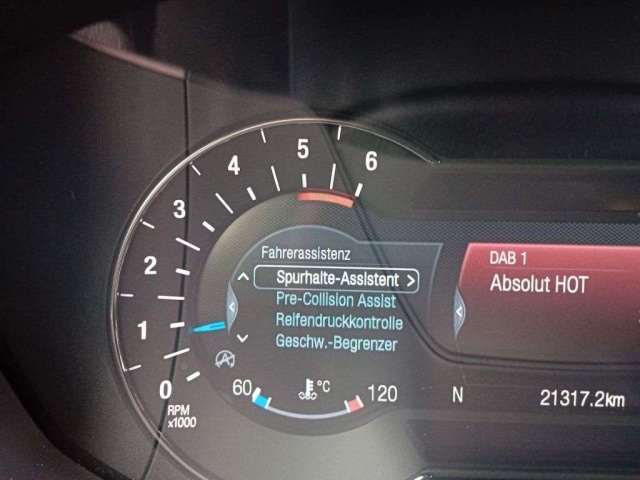 6
5
4
3
2
1
0
RPM
x1000
Fahrerassistenz
Spurhalte-Assistent >
Pre-Collision Assist
Reifendruckkontrolle
Geschw.-Begrenzer
60 °C 120
DAB 1
Absolut HOT
N 21317.2km